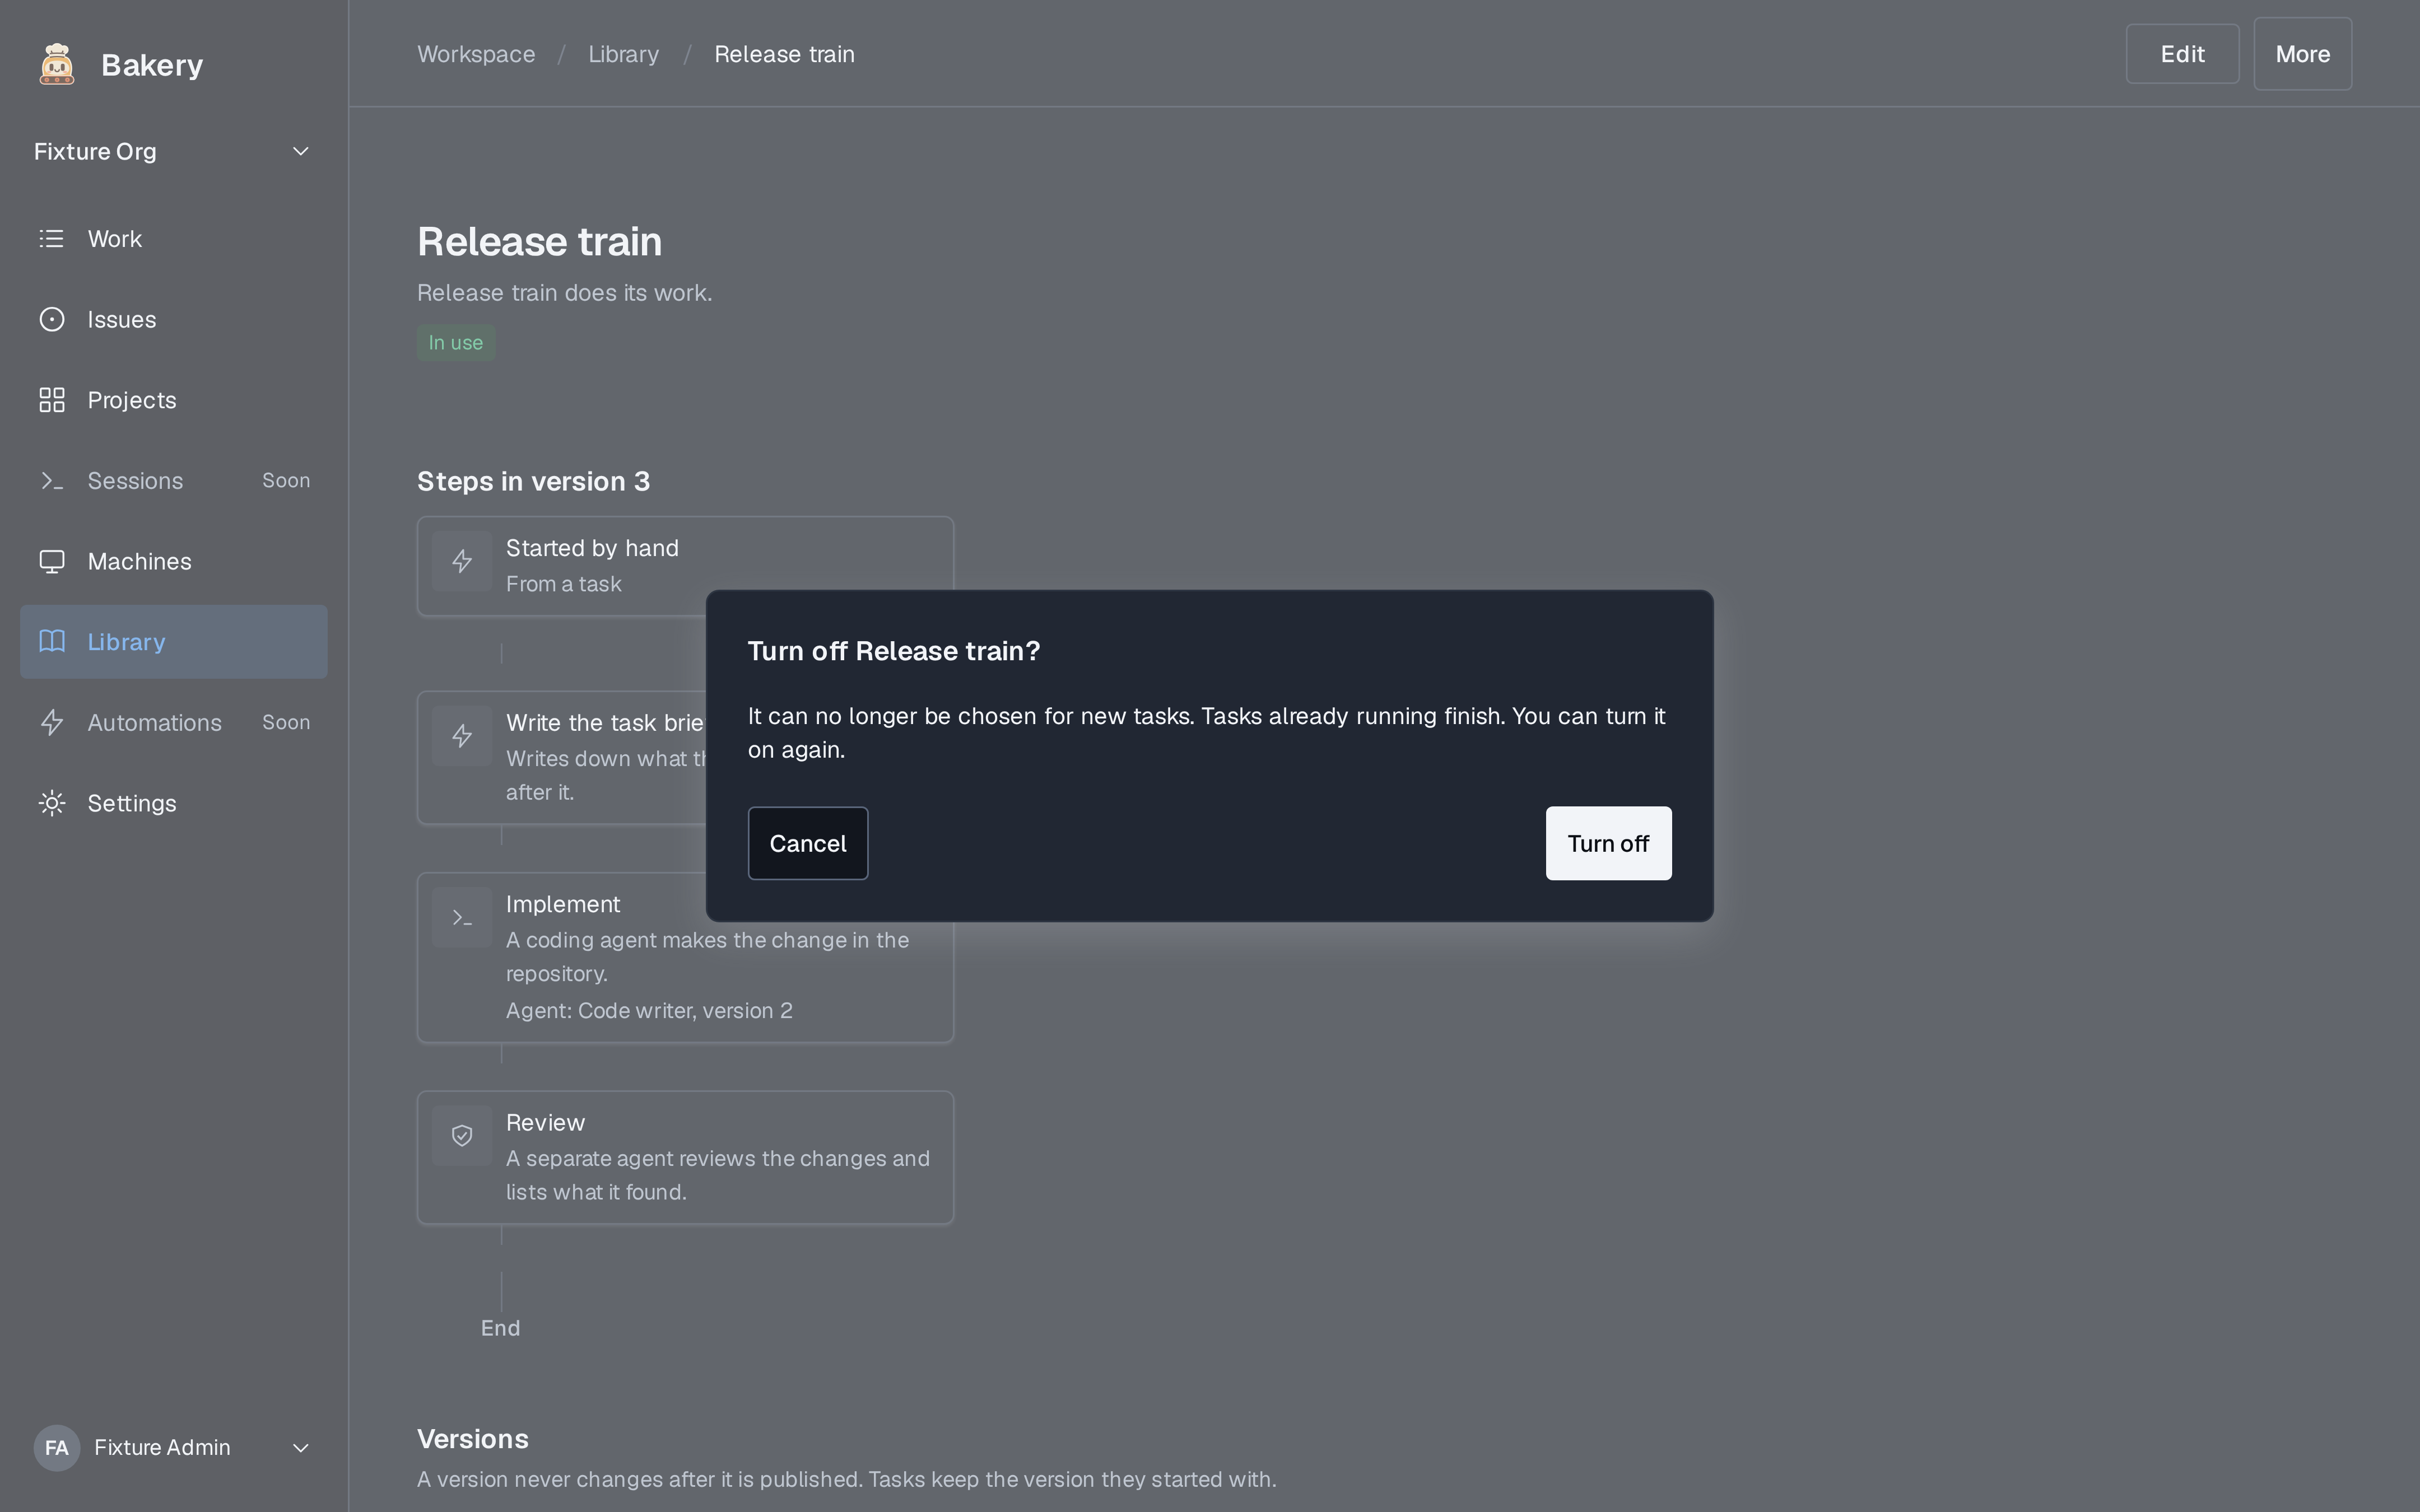 Bakery
Fixture Org
Work
Issues
Projects
Sessions Soon
Machines
Library
Automations Soon
Settings
FA Fixture Admin
Workspace / Library / Release train
Edit More
Release train
Release train does its work.
In use
Steps in version 3
Started by hand
From a task
Write the task brie
Writes down what th
after it.
Implement
A coding agent makes the change in the
repository.
Agent: Code writer, version 2
Review
A separate agent reviews the changes and
lists what it found.
End
Versions
A version never changes after it is published. Tasks keep the version they started with.
Turn off Release train?
It can no longer be chosen for new tasks. Tasks already running finish. You can turn it
on again.
Cancel Turn off